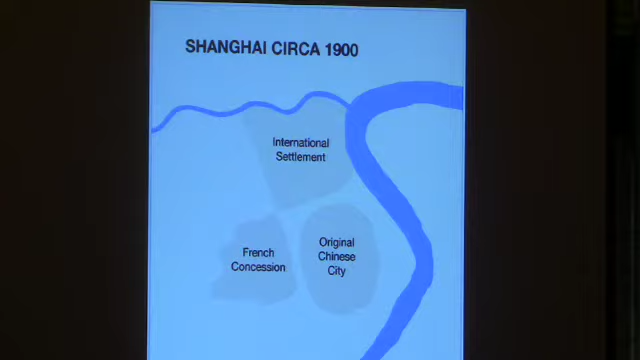 SHANGHAI CIRCA 1900
International
Settlement
French
Concession
Original
Chinese
City